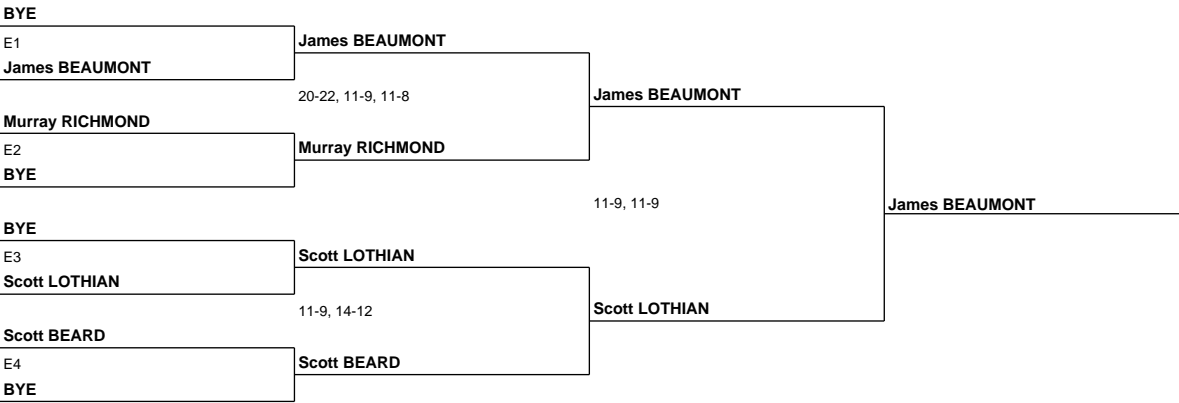 BYE
E1
James BEAUMONT
James BEAUMONT
20-22, 11-9, 11-8
James BEAUMONT
Murray RICHMOND
E2
Murray RICHMOND
BYE
11-9, 11-9
James BEAUMONT
BYE
E3
Scott LOTHIAN
Scott LOTHIAN
11-9, 14-12
Scott LOTHIAN
Scott BEARD
E4
Scott BEARD
BYE